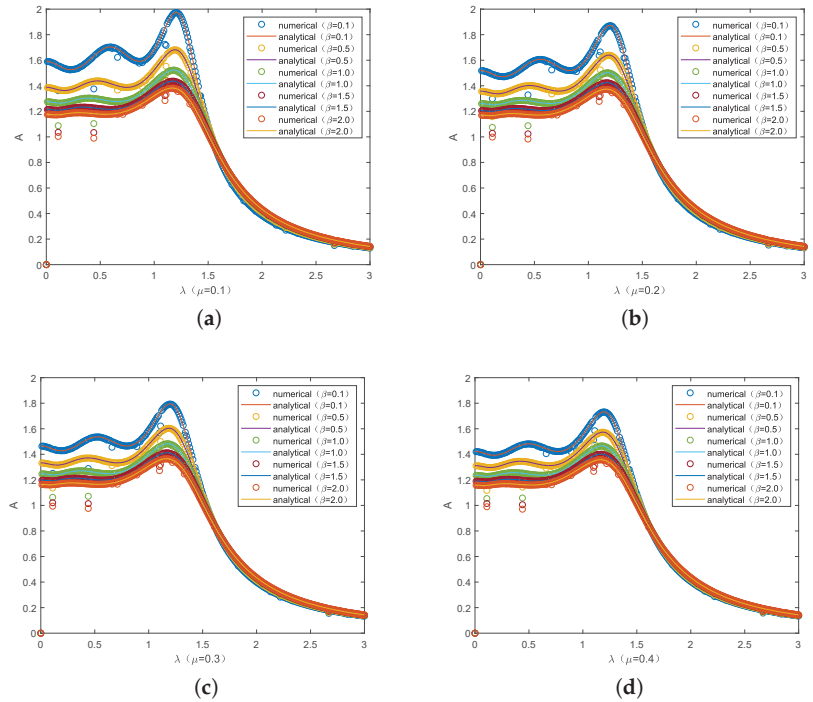 2
1.8
1.6
1.4
1.2
1
0.8
0.6
0.4
0.2
0
A
numerical (β=0.1)
analytical (β=0.1)
numerical (β=0.5)
analytical (β=0.5)
numerical (β=1.0)
analytical (β=1.0)
numerical (β=1.5)
analytical (β=1.5)
numerical (β=2.0)
analytical (β=2.0)
0 0.5 1 1.5 2 2.5 3
λ (μ=0.1)
(a)
2
1.8
1.6
1.4
1.2
1
0.8
0.6
0.4
0.2
0
A
numerical (β=0.1)
analytical (β=0.1)
numerical (β=0.5)
analytical (β=0.5)
numerical (β=1.0)
analytical (β=1.0)
numerical (β=1.5)
analytical (β=1.5)
numerical (β=2.0)
analytical (β=2.0)
0 0.5 1 1.5 2 2.5 3
λ (μ=0.2)
(b)
2
1.8
1.6
1.4
1.2
1
0.8
0.6
0.4
0.2
0
A
numerical (β=0.1)
analytical (β=0.1)
numerical (β=0.5)
analytical (β=0.5)
numerical (β=1.0)
analytical (β=1.0)
numerical (β=1.5)
analytical (β=1.5)
numerical (β=2.0)
analytical (β=2.0)
0 0.5 1 1.5 2 2.5 3
λ (μ=0.3)
(c)
2
1.8
1.6
1.4
1.2
1
0.8
0.6
0.4
0.2
0
A
numerical (β=0.1)
analytical (β=0.1)
numerical (β=0.5)
analytical (β=0.5)
numerical (β=1.0)
analytical (β=1.0)
numerical (β=1.5)
analytical (β=1.5)
numerical (β=2.0)
analytical (β=2.0)
0 0.5 1 1.5 2 2.5 3
λ (μ=0.4)
(d)